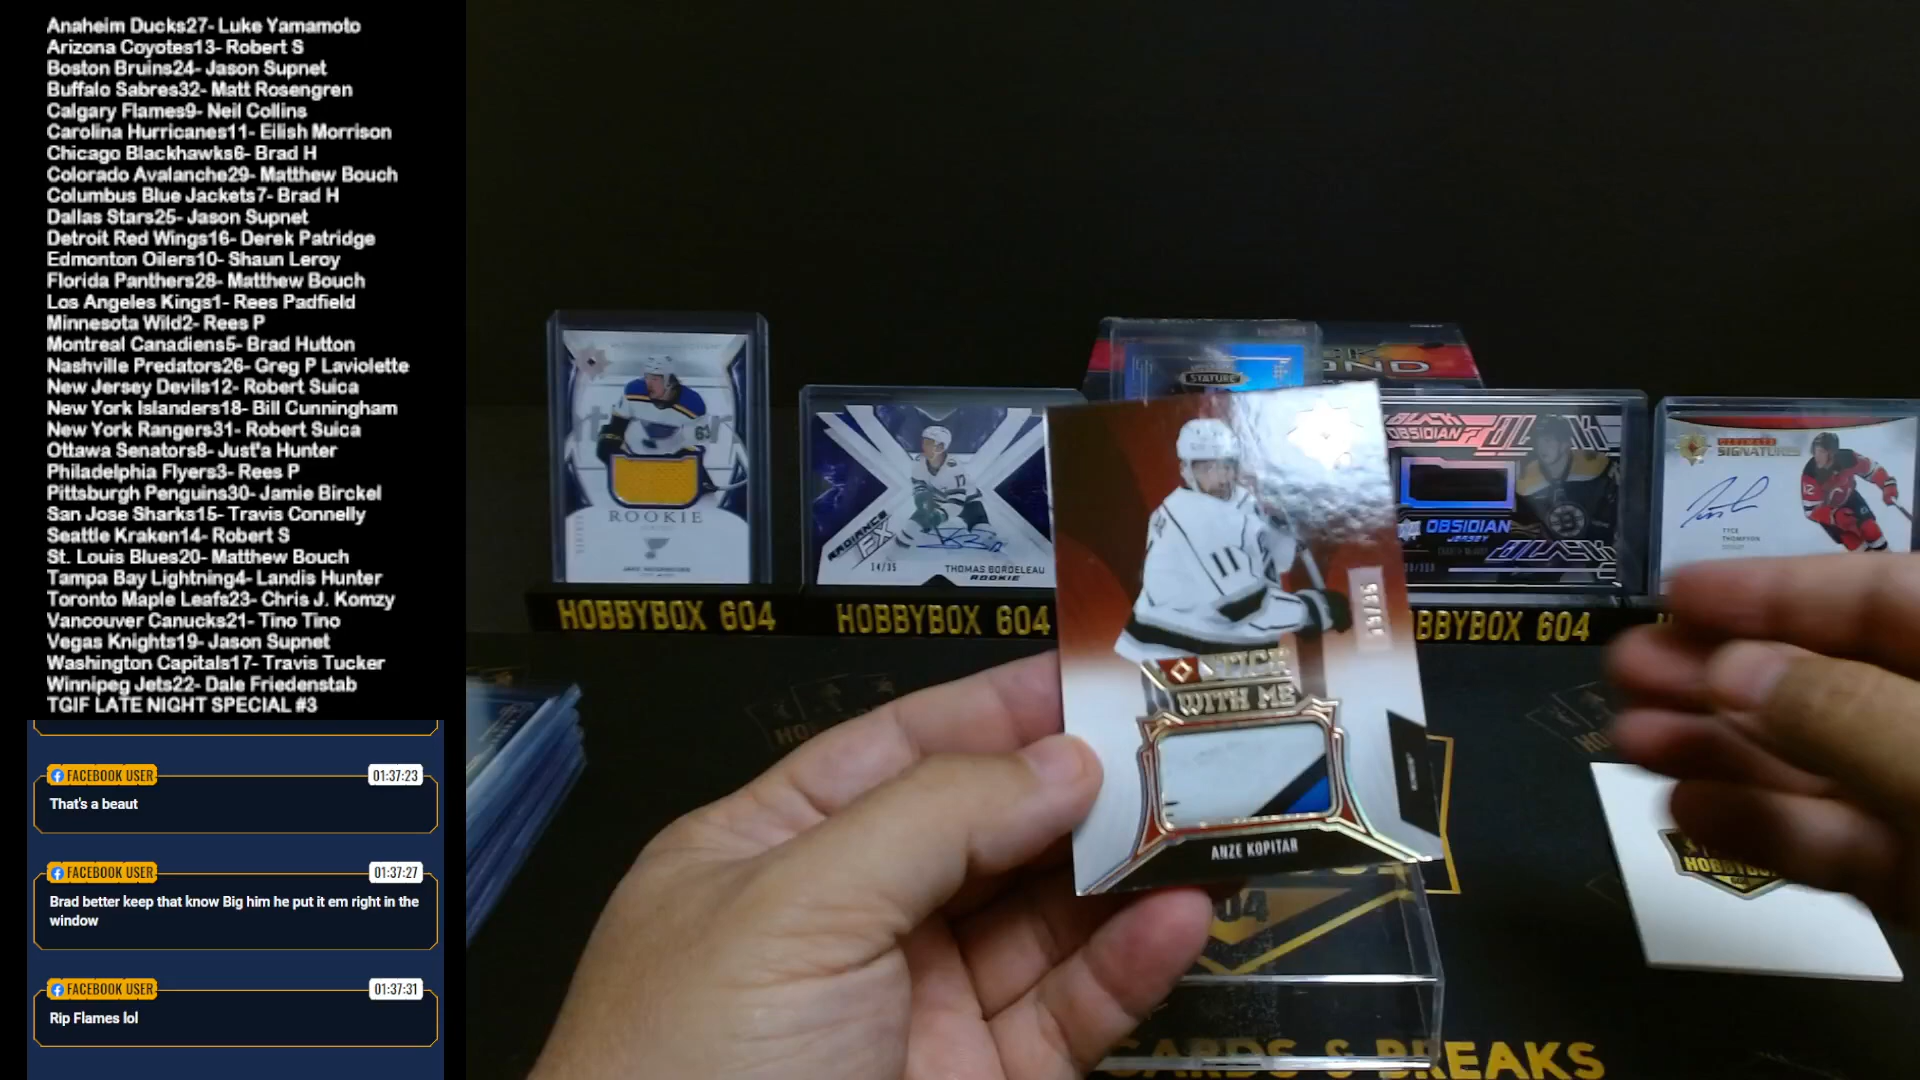 Anaheim Ducks27- Luke Yamamoto
Arizona Coyotes13- Robert S
Boston Bruins24- Jason Supnet
Buffalo Sabres32- Matt Rosengren
Calgary Flames9- Neil Collins
Carolina Hurricanes11- Eilish Morrison
Chicago Blackhawks6- Brad H
Colorado Avalanche29- Matthew Bouch
Columbus Blue Jackets7- Brad H
Dallas Stars25- Jason Supnet
Detroit Red Wings16- Derek Patridge
Edmonton Oilers10- Shaun Leroy
Florida Panthers28- Matthew Bouch
Los Angeles Kings1- Rees Padfield
Minnesota Wild2- Rees P
Montreal Canadiens5- Brad Hutton
Nashville Predators26- Greg P Laviolette
New Jersey Devils12- Robert Suica
New York Islanders18- Bill Cunningham
New York Rangers31- Robert Suica
Ottawa Senators8- Just'a Hunter
Philadelphia Flyers3- Rees P
Pittsburgh Penguins30- Jamie Birckel
San Jose Sharks15- Travis Connelly
Seattle Kraken14- Robert S
St. Louis Blues20- Matthew Bouch
Tampa Bay Lightning4- Landis Hunter
Toronto Maple Leafs23- Chris J. Komzy
Vancouver Canucks21- Tino Tino
Vegas Knights19- Jason Supnet
Washington Capitals17- Travis Tucker
Winnipeg Jets22- Dale Friedenstab
TGIF LATE NIGHT SPECIAL #3
FACEBOOK USER 01:37:23
That's a beaut
FACEBOOK USER 01:37:27
Brad better keep that know Big him he put it em right in the
window
FACEBOOK USER 01:37:31
Rip Flames lol
ROOKIE
RADIANCE FX
14/35
THOMAS BORDELEAU
ROOKIE
STATURE
BLACK
OBSIDIAN
OBSIDIAN
JERSEY
BLACK
ULTIMATE
SIGNATURES
TYCE
THOMPSON
HOBBYBOX 604
HOBBYBOX 604
BBYBOX 604
WITH ME
ANZE KOPITAR
HOBBYBOX
604
CARDS & BREAKS